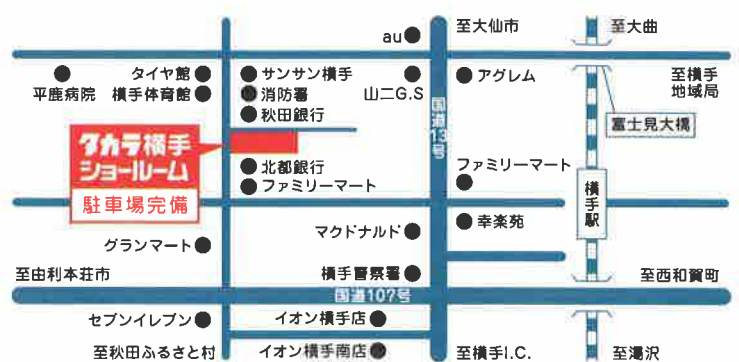 au
至大仙市
至大曲
タイヤ館
サンサン横手
平鹿病院
横手体育館
消防署
山二G.S
アグレム
至横手
地域局
秋田銀行
国道13号
富士見大橋
タカラ横手
ショールーム
駐車場完備
北都銀行
ファミリーマート
ファミリーマート
横手駅
グランマート
マクドナルド
幸楽苑
至由利本荘市
横手警察署
至西和賀町
国道107号
セブンイレブン
イオン横手店
至秋田ふるさと村
イオン横手南店
至横手I.C.
至湯沢